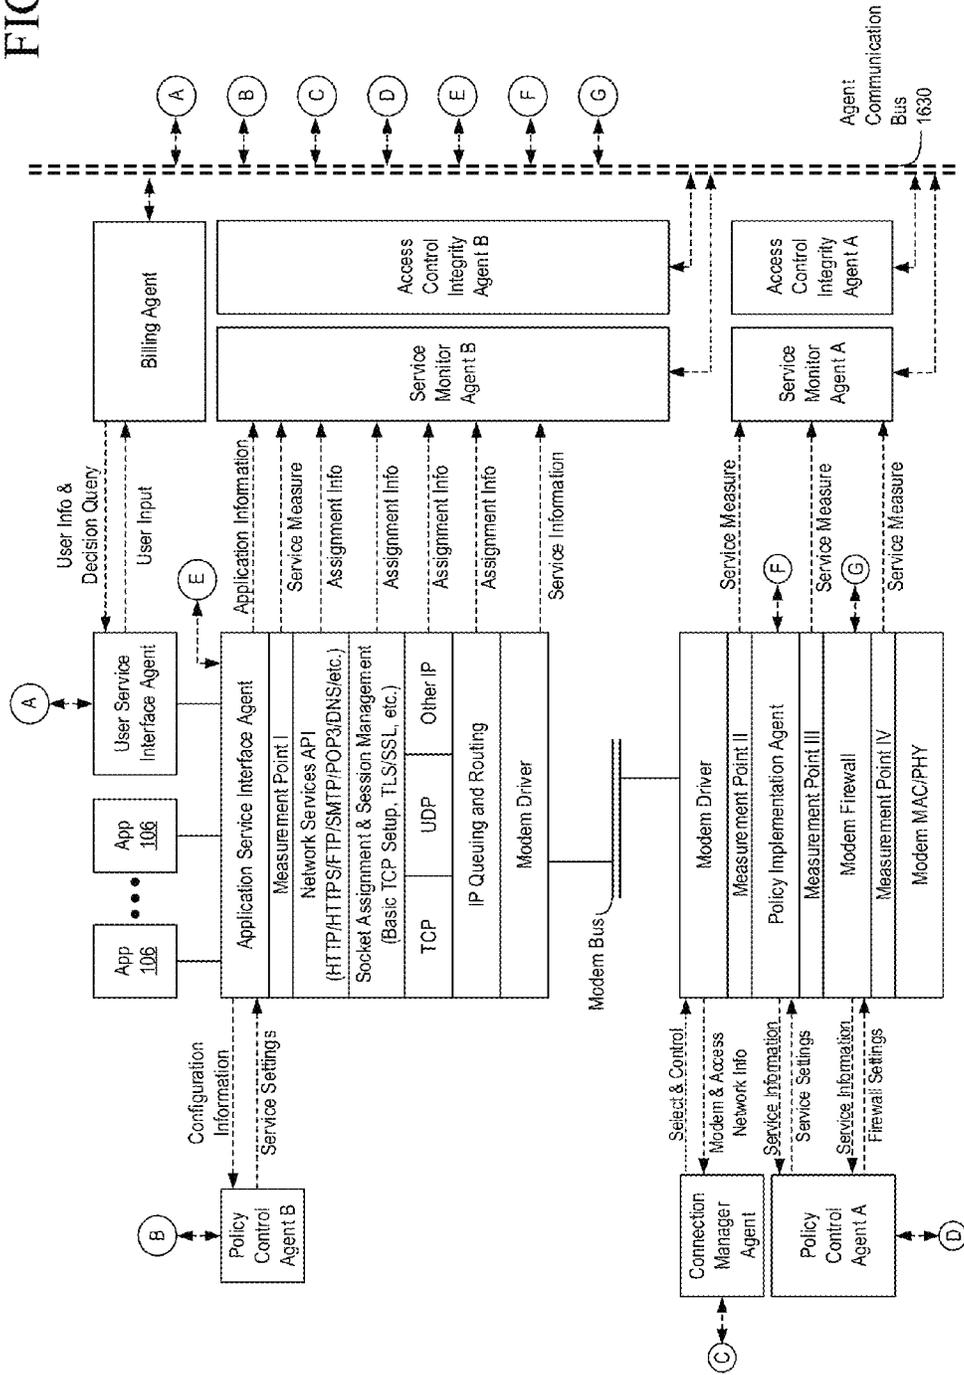 FIG
A
B
C
D
E
F
G
Agent
Communication
Bus
1630
Billing Agent
Access
Control
Integrity
Agent B
Service
Monitor
Agent B
Access
Control
Integrity
Agent A
Service
Monitor
Agent A
User Info &
Decision Query
User Input
E
Application Information
Service Measure
Assignment Info
Assignment Info
Assignment Info
Assignment Info
Service Information
Service Measure
F
Service Measure
G
Service Measure
A
User Service
Interface Agent
App
106
App
106
Application Service Interface Agent
Measurement Point I
Network Services API
(HTTP/HTTPS/FTP/SMTP/POP3/DNS/etc.)
Socket Assignment & Session Management
(Basic TCP Setup, TLS/SSL, etc.)
TCP
UDP
Other IP
IP Queuing and Routing
Modem Driver
Modem Bus
Modem Driver
Measurement Point II
Policy Implementation Agent
Measurement Point III
Modem Firewall
Measurement Point IV
Modem MAC/PHY
Configuration
Information
Service Settings
Select & Control
Modem & Access
Network Info
Service Information
Service Settings
Service Information
Firewall Settings
B
Policy
Control
Agent B
Connection
Manager
Agent
Policy
Control
Agent A
C
D